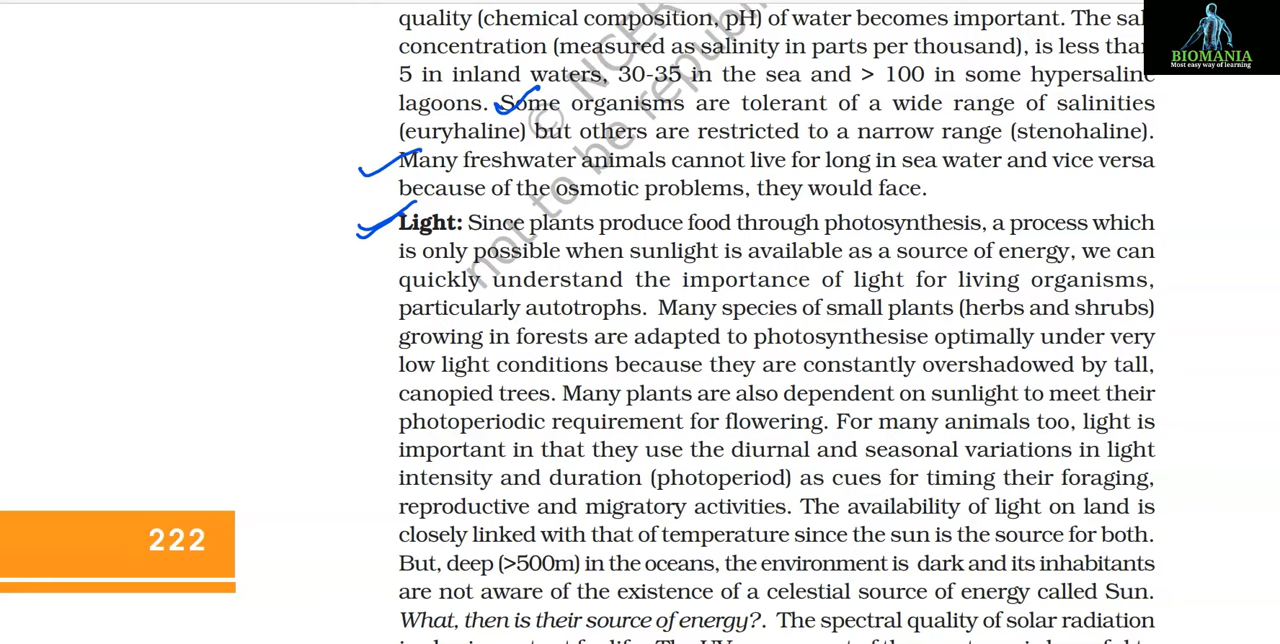 quality (chemical composition, pH) of water becomes important. The
concentration (measured as salinity in parts per thousand), is less
5 in inland waters, 30-35 in the sea and > 100 in some hypersaline
lagoons. Some organisms are tolerant of a wide range of salinities
(euryhaline) but others are restricted to a narrow range (stenohaline).
Many freshwater animals cannot live for long in sea water and vice versa
because of the osmotic problems, they would face.
Light: Since plants produce food through photosynthesis, a process which
is only possible when sunlight is available as a source of energy, we can
quickly understand the importance of light for living organisms,
particularly autotrophs. Many species of small plants (herbs and shrubs)
growing in forests are adapted to photosynthesise optimally under very
low light conditions because they are constantly overshadowed by tall,
canopied trees. Many plants are also dependent on sunlight to meet their
photoperiodic requirement for flowering. For many animals too, light is
important in that they use the diurnal and seasonal variations in light
intensity and duration (photoperiod) as cues for timing their foraging,
reproductive and migratory activities. The availability of light on land is
closely linked with that of temperature since the sun is the source for both.
But, deep (>500m) in the oceans, the environment is dark and its inhabitants
are not aware of the existence of a celestial source of energy called Sun.
What, then is their source of energy?. The spectral quality of solar radiation
222
BIOMANIA
Most easy way of learning
© NCER
not to be republi